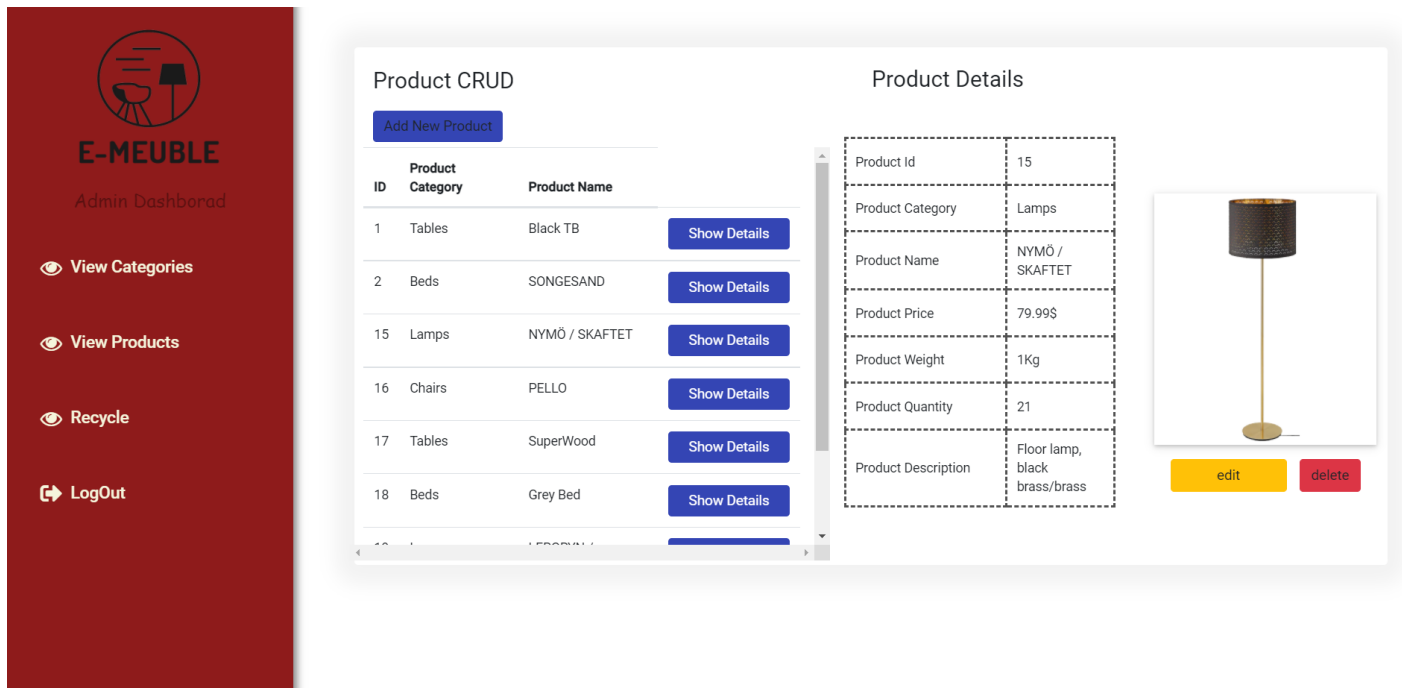 E-MEUBLE
Admin Dashborad
View Categories
View Products
Recycle
LogOut
Product CRUD
Add New Product
ID Product Category Product Name
1 Tables Black TB Show Details
2 Beds SONGESAND Show Details
15 Lamps NYMÖ / SKAFTET Show Details
16 Chairs PELLO Show Details
17 Tables SuperWood Show Details
18 Beds Grey Bed Show Details
Product Details
Product Id 15
Product Category Lamps
Product Name NYMÖ /
SKAFTET
Product Price 79.99$
Product Weight 1Kg
Product Quantity 21
Product Description Floor lamp,
black
brass/brass
edit delete